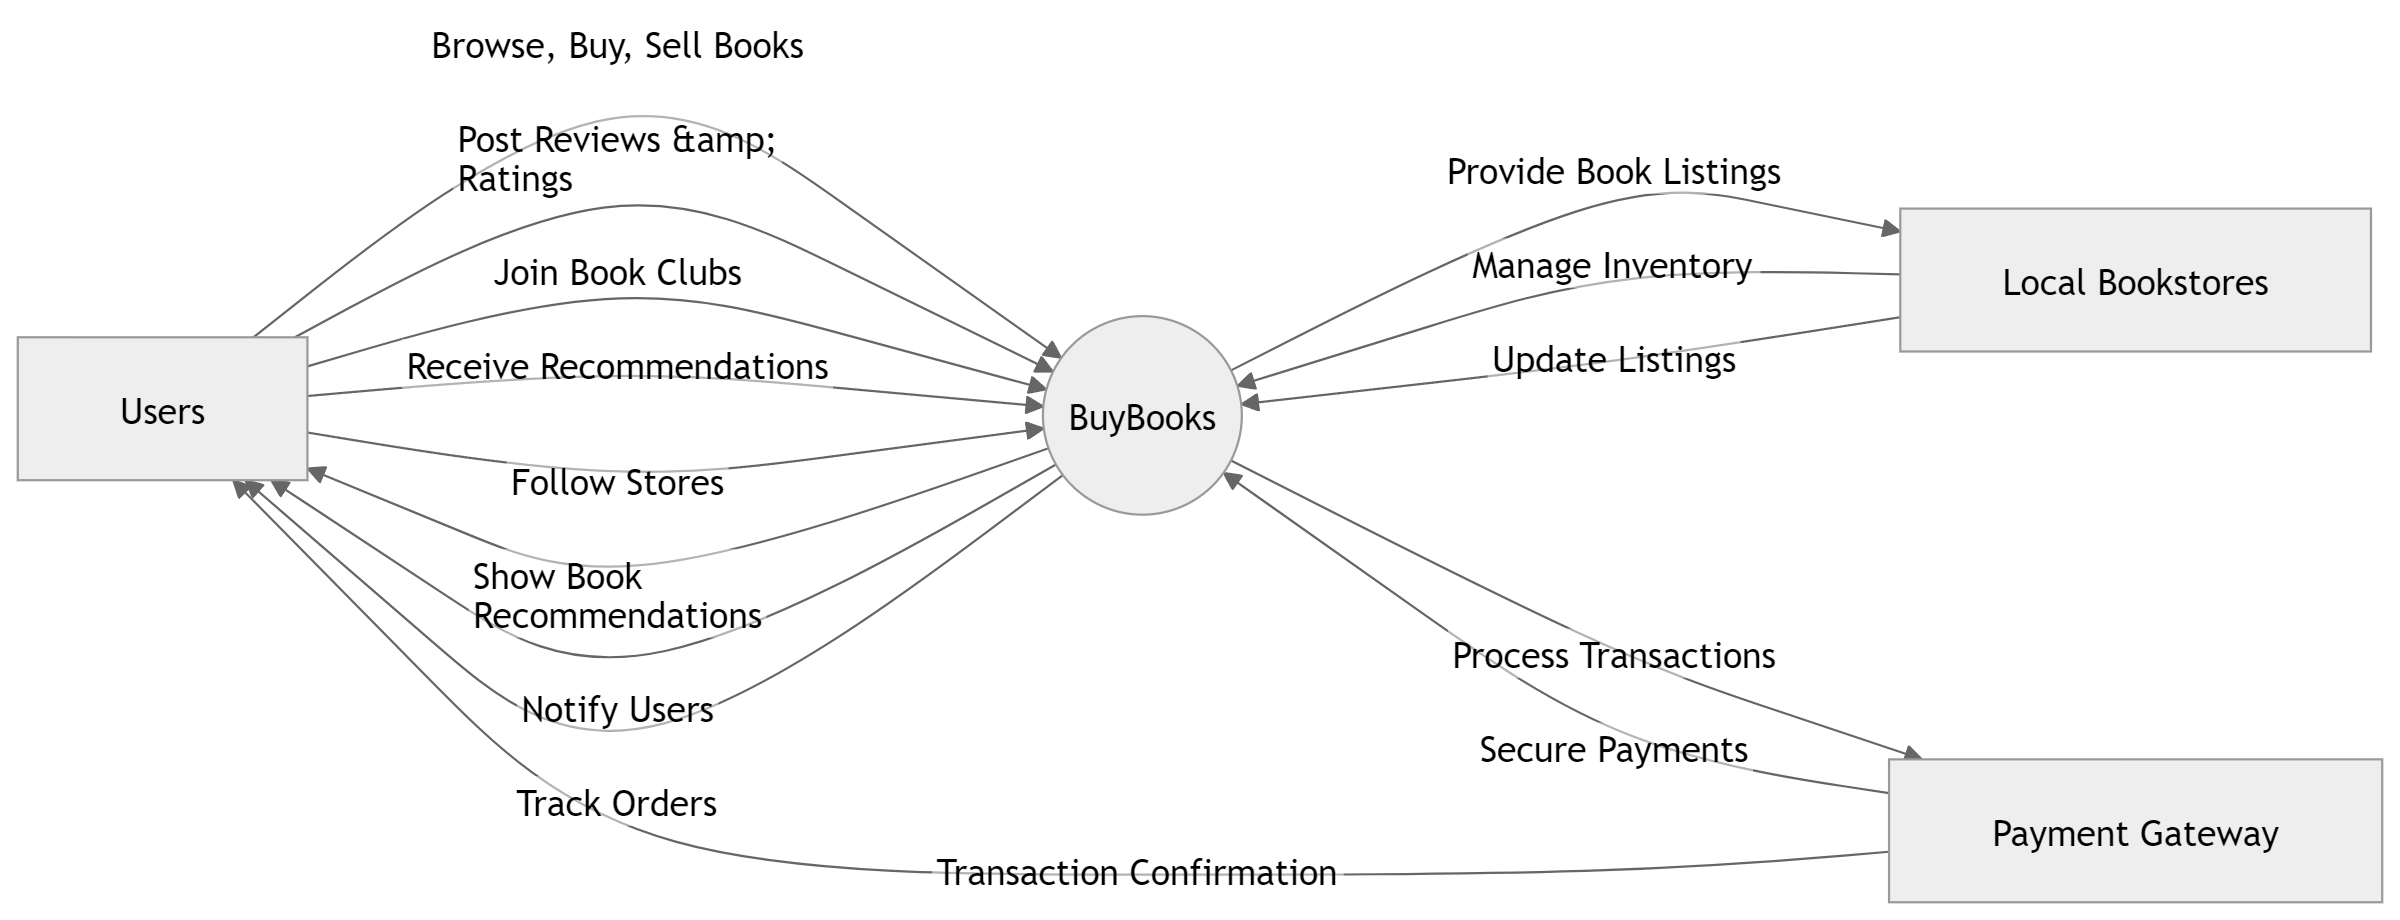 Browse, Buy, Sell Books
Post Reviews &amp;
Ratings
Join Book Clubs
Receive Recommendations
Users
Follow Stores
Show Book
Recommendations
Notify Users
Track Orders
Transaction Confirmation
BuyBooks
Provide Book Listings
Manage Inventory
Update Listings
Local Bookstores
Process Transactions
Secure Payments
Payment Gateway